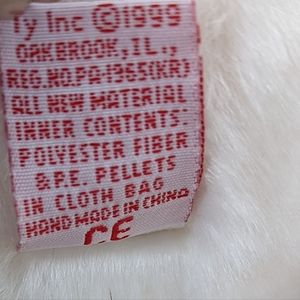 Ty Inc ©1999
OAKBROOK, IL.,
REG.NO.PA-1965(KR)
ALL NEW MATERIAL
INNER CONTENTS:
POLYESTER FIBER
& P.E. PELLETS
IN CLOTH BAG
HAND MADE IN CHINA
CE